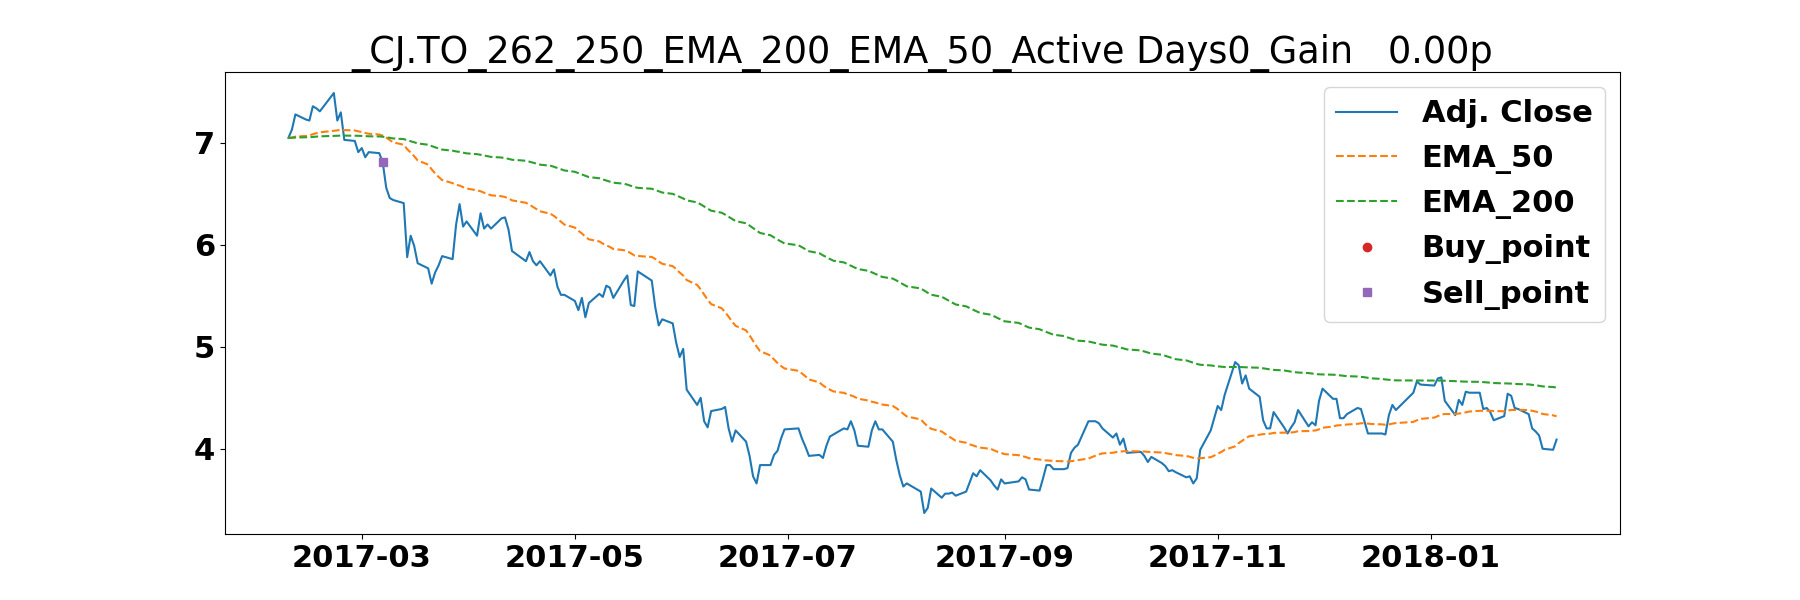 _CJ.TO_262_250_EMA_200_EMA_50_Active Days0_Gain   0.00p
Adj. Close
EMA_50
EMA_200
Buy_point
Sell_point
7
6
5
4
2017-03 2017-05 2017-07 2017-09 2017-11 2018-01